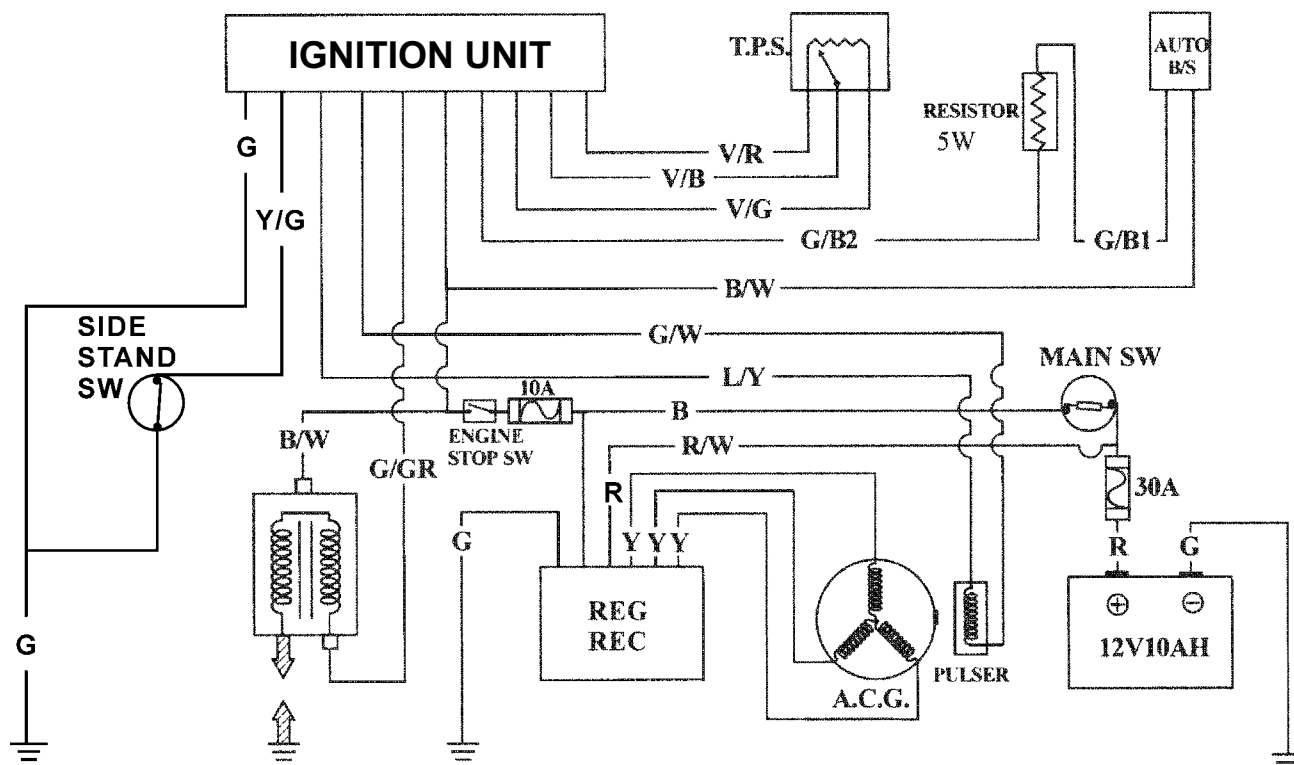 IGNITION UNIT
T.P.S.
AUTO
B/S
RESISTOR
5W
G
Y/G
V/R
V/B
V/G
G/B2
G/B1
B/W
G/W
L/Y
SIDE
STAND
SW
MAIN SW
10A
B
B/W
ENGINE
STOP SW
R/W
G/GR
R
30A
G
Y
Y
Y
R
G
REG
REC
+
−
12V10AH
G
PULSER
A.C.G.